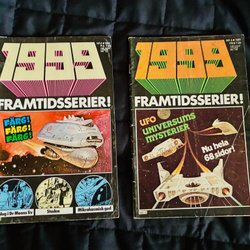 1999
FRAMTIDSSERIER!
FÄRG!
FÄRG!
FÄRG!
Staden
1999
FRAMTIDSSERIER!
UFO
UNIVERSUMS
MYSTERIER
Nu hela
68 sidor!